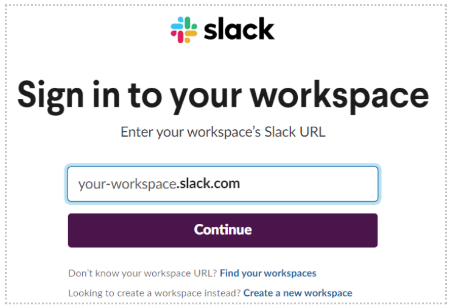 slack
Sign in to your workspace
Enter your workspace's Slack URL
your-workspace.slack.com
Continue
Don't know your workspace URL? Find your workspaces
Looking to create a workspace instead? Create a new workspace